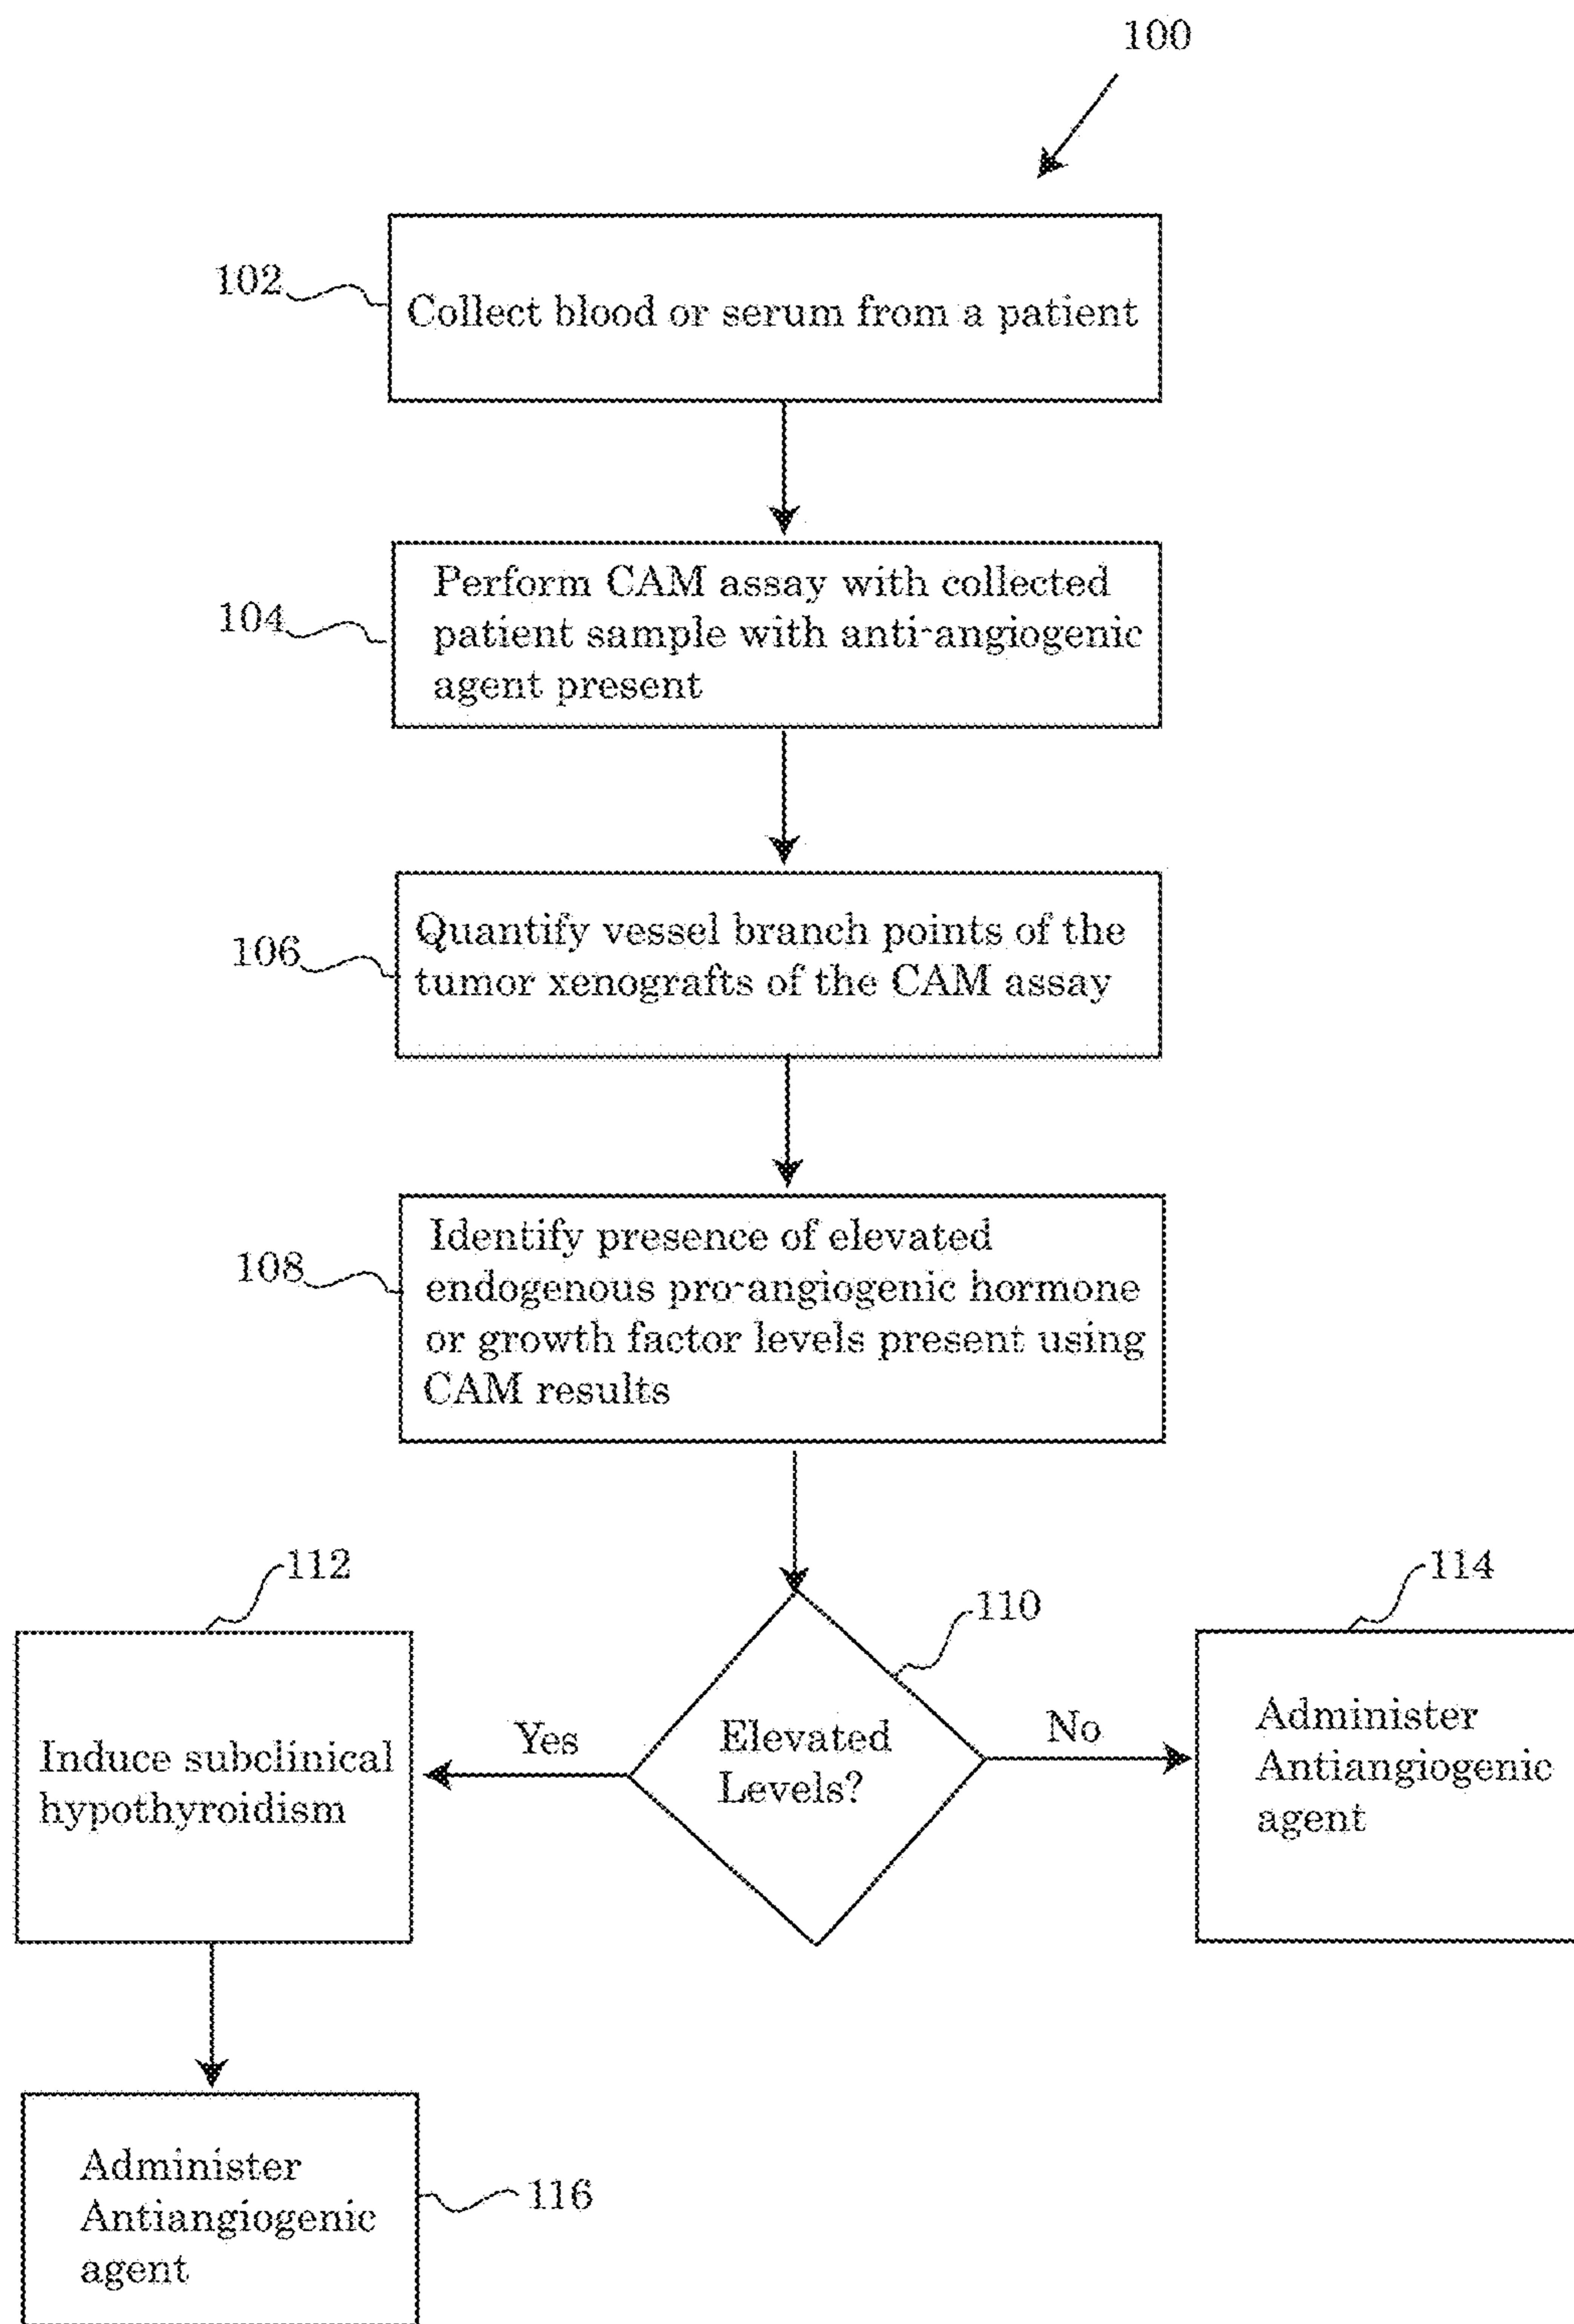 100
102
Collect blood or serum from a patient
104
Perform CAM assay with collected
patient sample with anti-angiogenic
agent present
106
Quantify vessel branch points of the
tumor xenografts of the CAM assay
108
Identify presence of elevated
endogenous pro-angiogenic hormone
or growth factor levels present using
CAM results
112
110
114
Induce subclinical
hypothyroidism
Yes
Elevated
Levels?
No
Administer
Antiangiogenic
agent
Administer
Antiangiogenic
agent
116